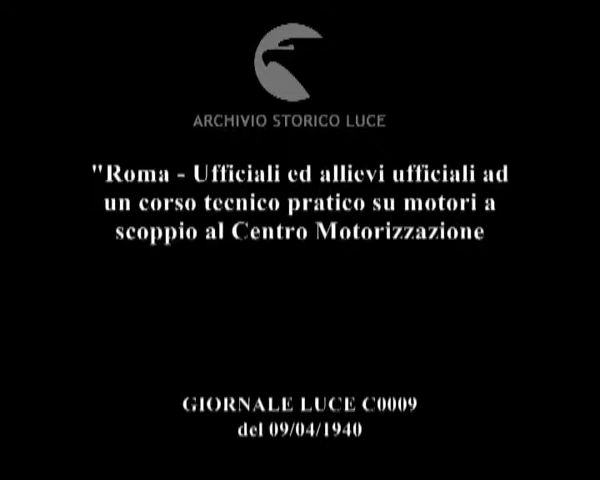 ARCHIVIO STORICO LUCE
"Roma - Ufficiali ed allievi ufficiali ad
un corso tecnico pratico su motori a
scoppio al Centro Motorizzazione
GIORNALE LUCE C0009
del 09/04/1940